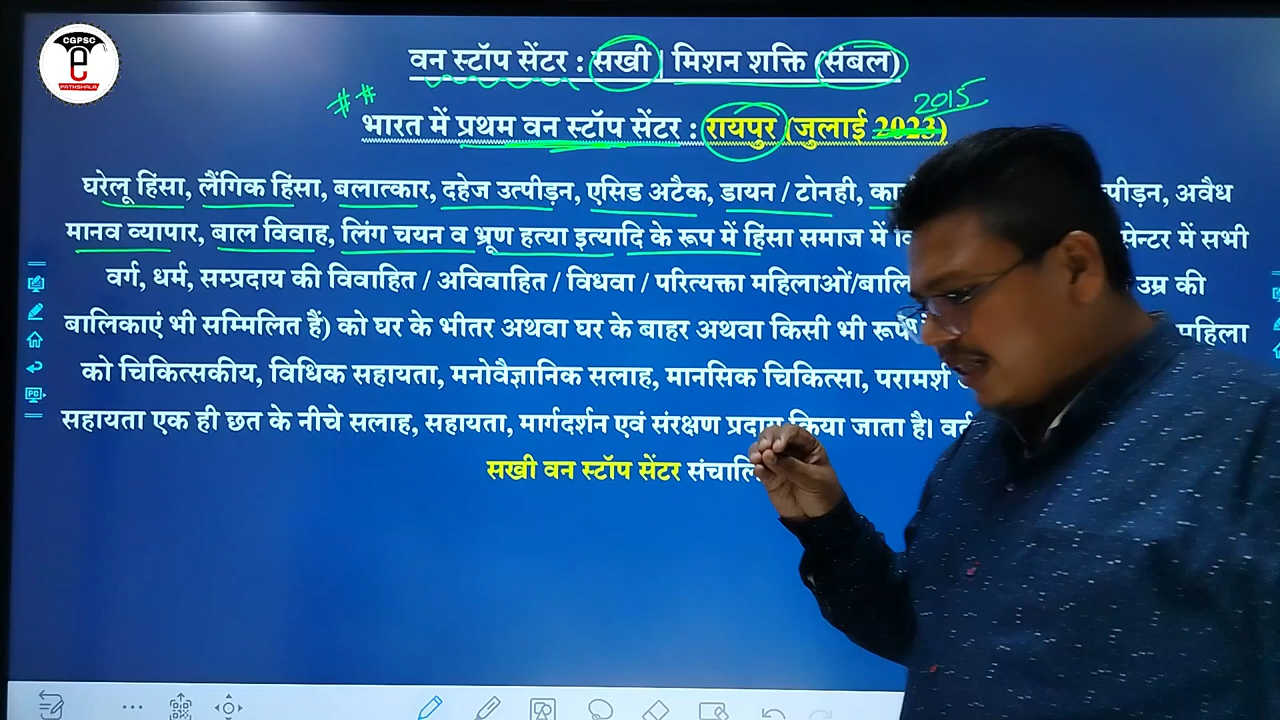 CGPSC
e
PATHSHALA
वन स्टॉप सेंटर : सखी | मिशन शक्ति (संबल)
2015
## भारत में प्रथम वन स्टॉप सेंटर : रायपुर (जुलाई 2023)
घरेलू हिंसा, लैंगिक हिंसा, बलात्कार, दहेज उत्पीड़न, एसिड अटैक, डायन / टोनही, अवैध
मानव व्यापार, बाल विवाह, लिंग चयन व भ्रूण हत्या इत्यादि के रूप में हिंसा समाज में सेन्टर में सभी
वर्ग, धर्म, सम्प्रदाय की विवाहित / अविवाहित / विधवा / परित्यक्ता उम्र की
बालिकाएं भी सम्मिलित हैं) को घर के भीतर अथवा घर के बाहर अथवा किसी भी रूप महिला
को चिकित्सकीय, विधिक सहायता, मनोवैज्ञानिक सलाह, मानसिक चिकित्सा, परामर्श
सहायता एक ही छत के नीचे सलाह, सहायता, मार्गदर्शन एवं संरक्षण प्रदाय किया जाता है।
सखी वन स्टॉप सेंटर